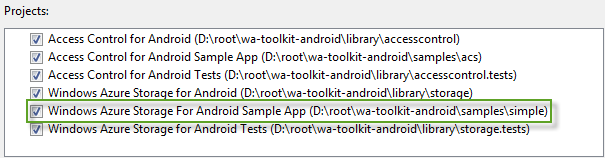 Projects:
Access Control for Android (D:\root\wa-toolkit-android\library\accesscontrol)
Access Control for Android Sample App (D:\root\wa-toolkit-android\samples\acs)
Access Control for Android Tests (D:\root\wa-toolkit-android\library\accesscontrol.tests)
Windows Azure Storage for Android (D:\root\wa-toolkit-android\library\storage)
Windows Azure Storage For Android Sample App (D:\root\wa-toolkit-android\samples\simple)
Windows Azure Storage for Android Tests (D:\root\wa-toolkit-android\library\storage.tests)